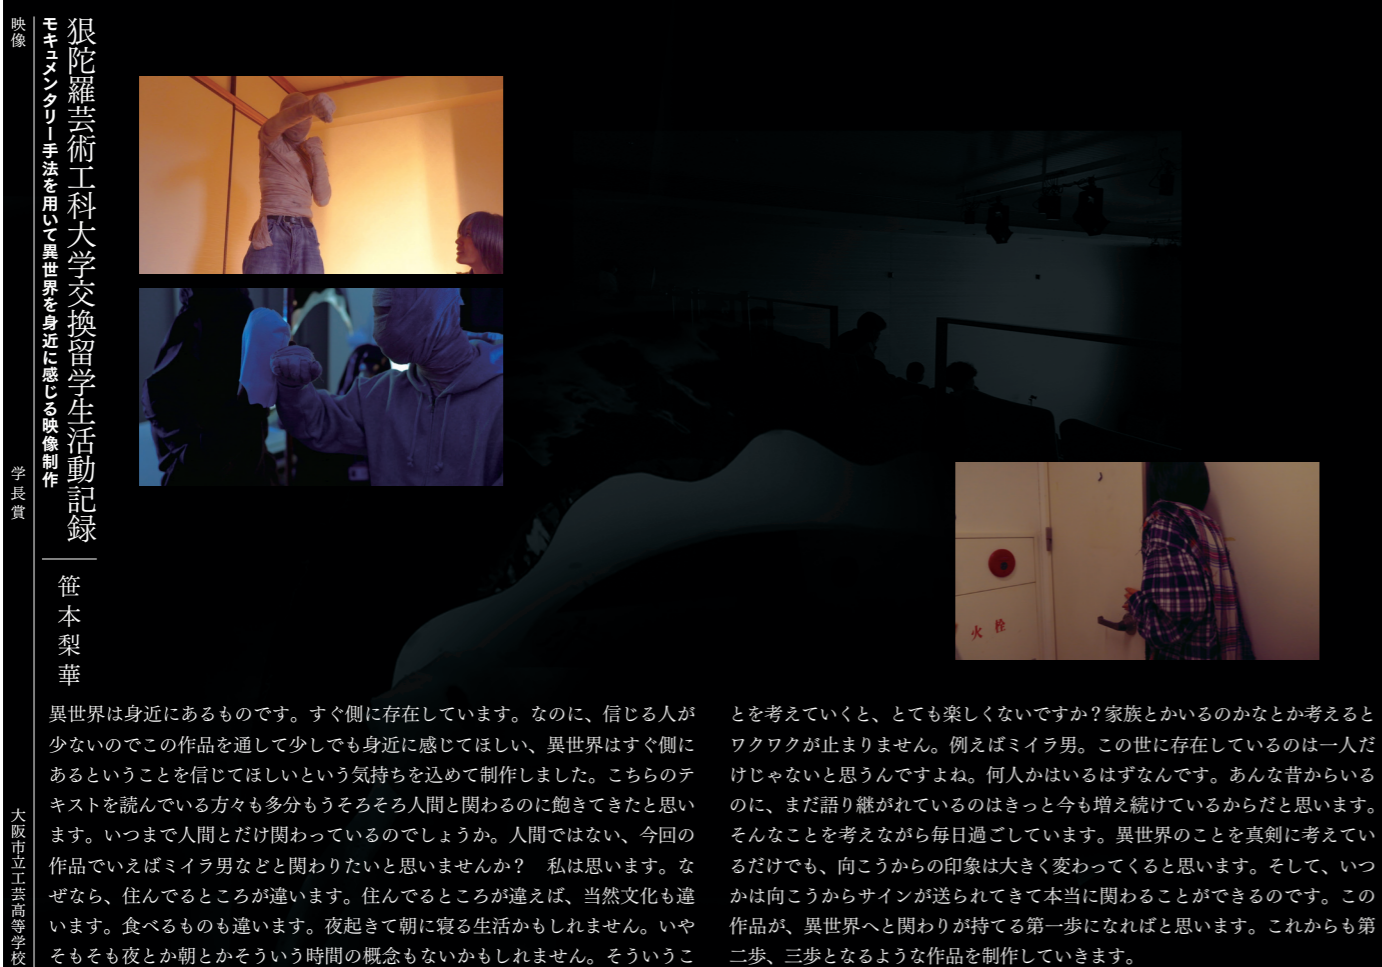 映像
学長賞
大阪市立工芸高等学校
狠陀羅芸術工科大学交換留学生活動記録
モキュメンタリー手法を用いて異世界を身近に感じる映像制作
笹本梨華
火 栓
異世界は身近にあるものです。すぐ側に存在しています。なのに、信じる人が
少ないのでこの作品を通して少しでも身近に感じてほしい、異世界はすぐ側に
あるということを信じてほしいという気持ちを込めて制作しました。こちらのテ
キストを読んでいる方々も多分もうそろそろ人間と関わるのに飽きてきたと思い
ます。いつまで人間とだけ関わっているのでしょうか。人間ではない、今回の
作品でいえばミイラ男などと関わりたいと思いませんか？　私は思います。な
ぜなら、住んでるところが違います。住んでるところが違えば、当然文化も違
います。食べるものも違います。夜起きて朝に寝る生活かもしれません。いや
そもそも夜とか朝とかそういう時間の概念もないかもしれません。そういうこ
とを考えていくと、とても楽しくないですか？家族とかいるのかなとか考えると
ワクワクが止まりません。例えばミイラ男。この世に存在しているのは一人だ
けじゃないと思うんですよね。何人かはいるはずなんです。あんな昔からいる
のに、まだ語り継がれているのはきっと今も増え続けているからだと思います。
そんなことを考えながら毎日過ごしています。異世界のことを真剣に考えてい
るだけでも、向こうからの印象は大きく変わってくると思います。そして、いつ
かは向こうからサインが送られてきて本当に関わることができるのです。この
作品が、異世界へと関わりが持てる第一歩になればと思います。これからも第
二歩、三歩となるような作品を制作していきます。